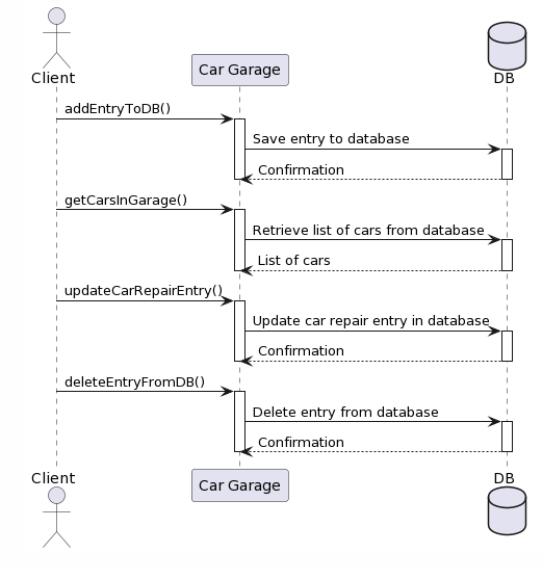 Client
Car Garage
DB
addEntryToDB()
Save entry to database
Confirmation
getCarsInGarage()
Retrieve list of cars from database
List of cars
updateCarRepairEntry()
Update car repair entry in database
Confirmation
deleteEntryFromDB()
Delete entry from database
Confirmation
Client
Car Garage
DB